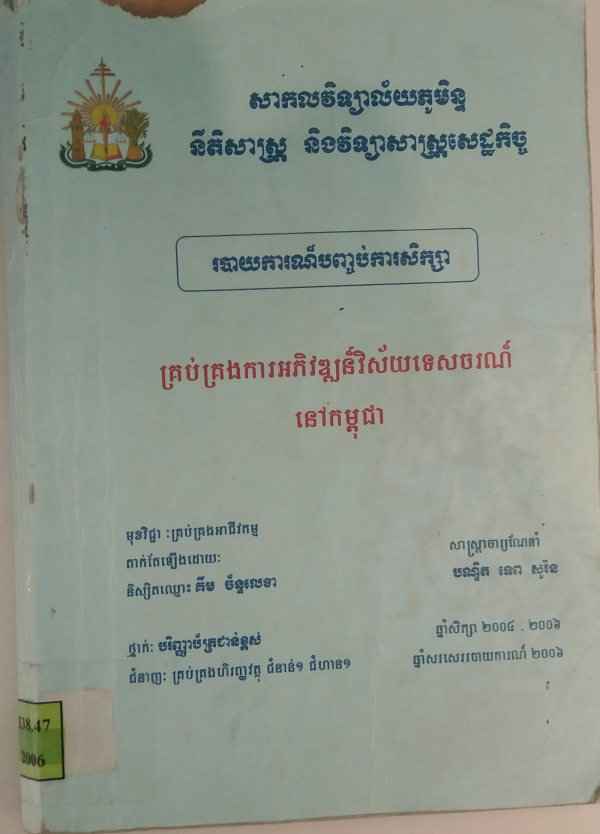 សាកលវិទ្យាល័យភូមិន្ទ
នីតិសាស្ត្រ និងវិទ្យាសាស្ត្រសេដ្ឋកិច្ច
របាយការណ៍បញ្ចប់ការសិក្សា
គ្រប់គ្រងការអភិវឌ្ឍន៍វិស័យទេសចរណ៍
នៅកម្ពុជា
មុខវិជ្ជា :គ្រប់គ្រងអាជីវកម្ម
តាក់តែងឡើងដោយ:
និស្សិតឈ្មោះ គីម ច័ន្ទលេខា
សាស្ត្រាចារ្យណែនាំ
បណ្ឌិត ទេព សូរ៉ន
ថ្នាក់: បរិញ្ញាប័ត្រជាន់ខ្ពស់
ជំនាញ: គ្រប់គ្រងហិរញ្ញវត្ថុ ជំនាន់១ ជំហាន១
ឆ្នាំសិក្សា ២០០៤ . ២០០៦
ឆ្នាំសរសេររបាយការណ៍ ២០០៦
338.47
2006